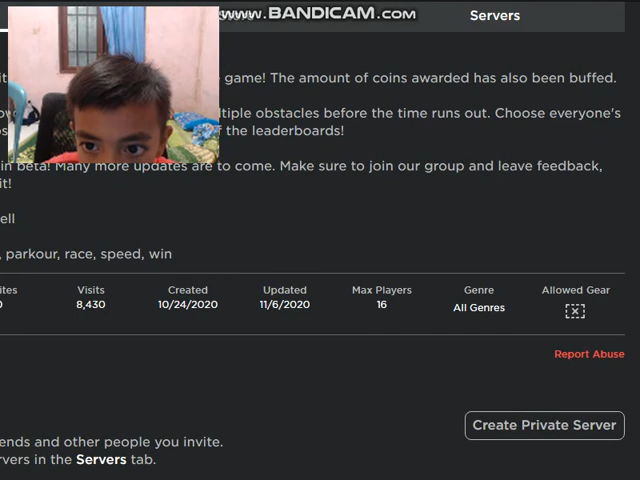 www.BANDICAM.com
Servers
game! The amount of coins awarded has also been buffed.
tiple obstacles before the time runs out. Choose everyone's
f the leaderboards!
in beta! Many more updates are to come. Make sure to join our group and leave feedback,
it!
ell
, parkour, race, speed, win
ites Visits Created Updated Max Players Genre Allowed Gear
0 8,430 10/24/2020 11/6/2020 16 All Genres
Report Abuse
Create Private Server
ends and other people you invite.
rvers in the Servers tab.